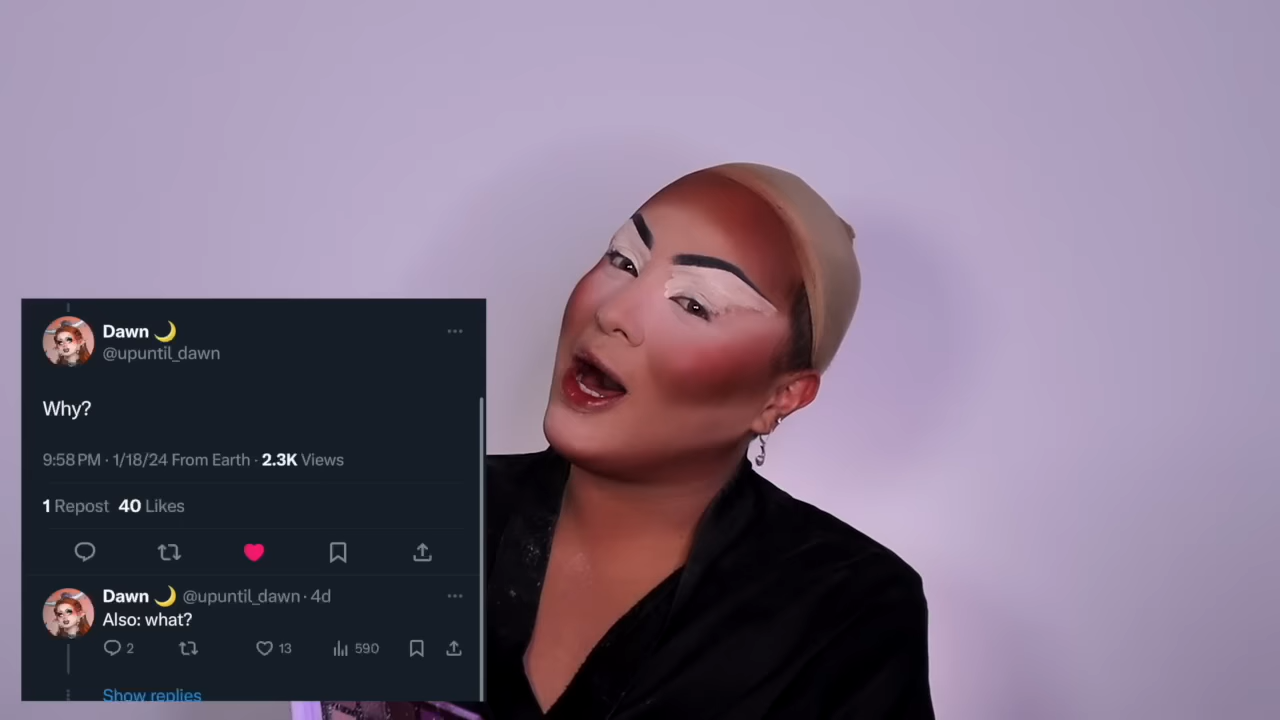 Dawn 🌙
@upuntil_dawn
Why?
9:58 PM · 1/18/24 From Earth · 2.3K Views
1 Repost 40 Likes
Dawn 🌙 @upuntil_dawn · 4d
Also: what?
2 13 590
Show replies